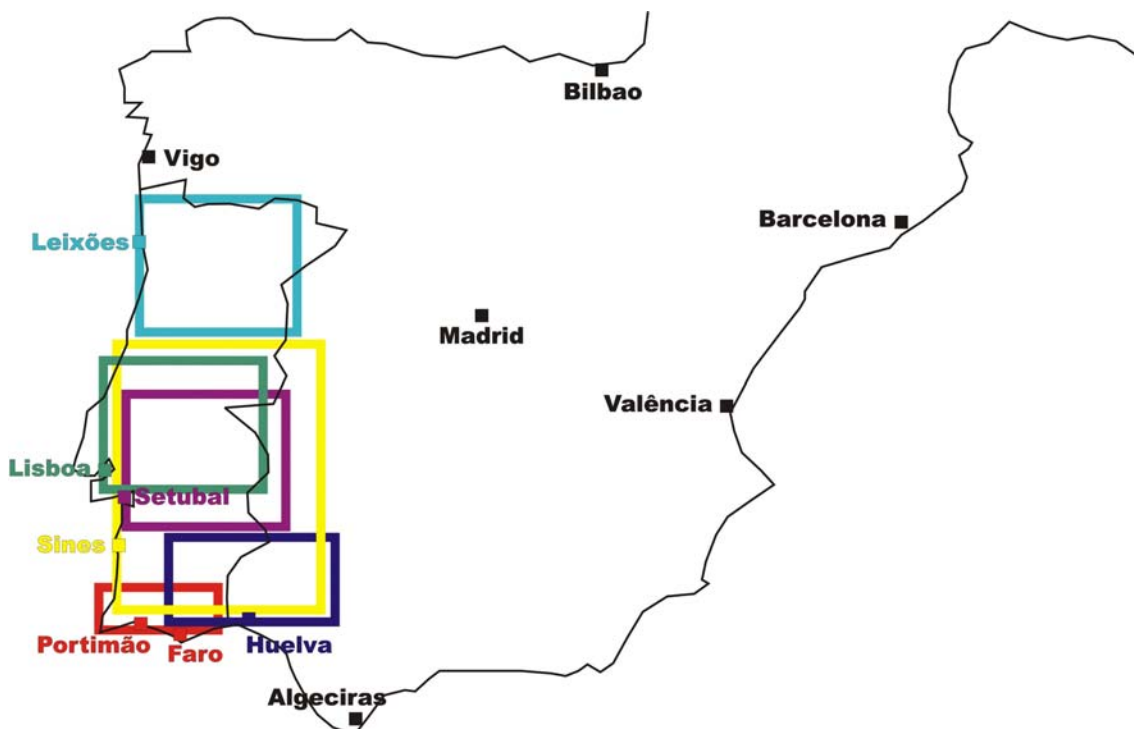 Bilbao
Vigo
Barcelona
Leixões
Madrid
Valência
Lisboa
Setubal
Sines
Portimão
Faro
Huelva
Algeciras